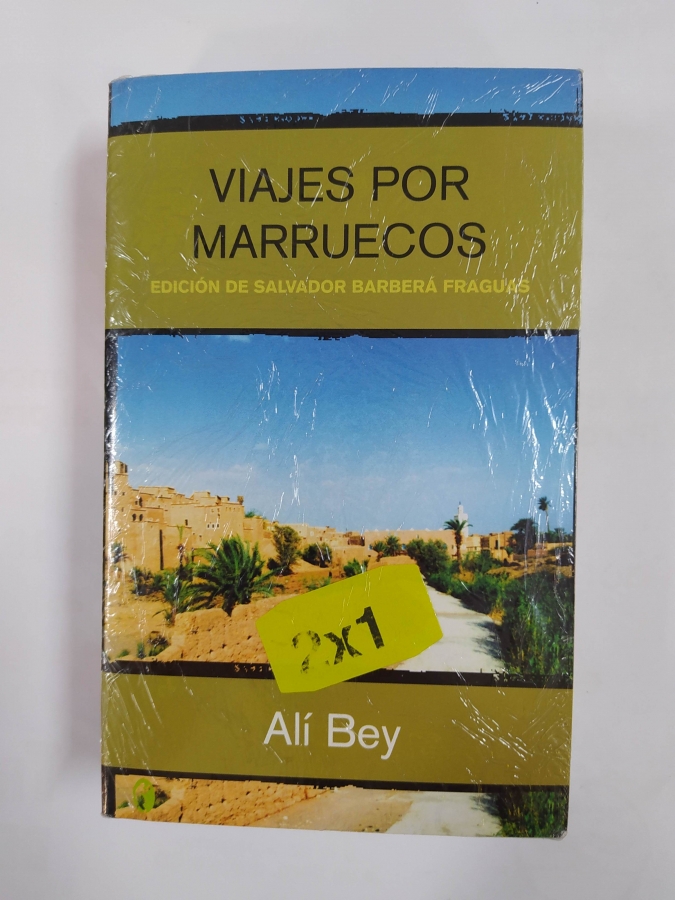 VIAJES POR
MARRUECOS
EDICIÓN DE SALVADOR BARBERÁ FRAGUAS
2x1
Alí Bey